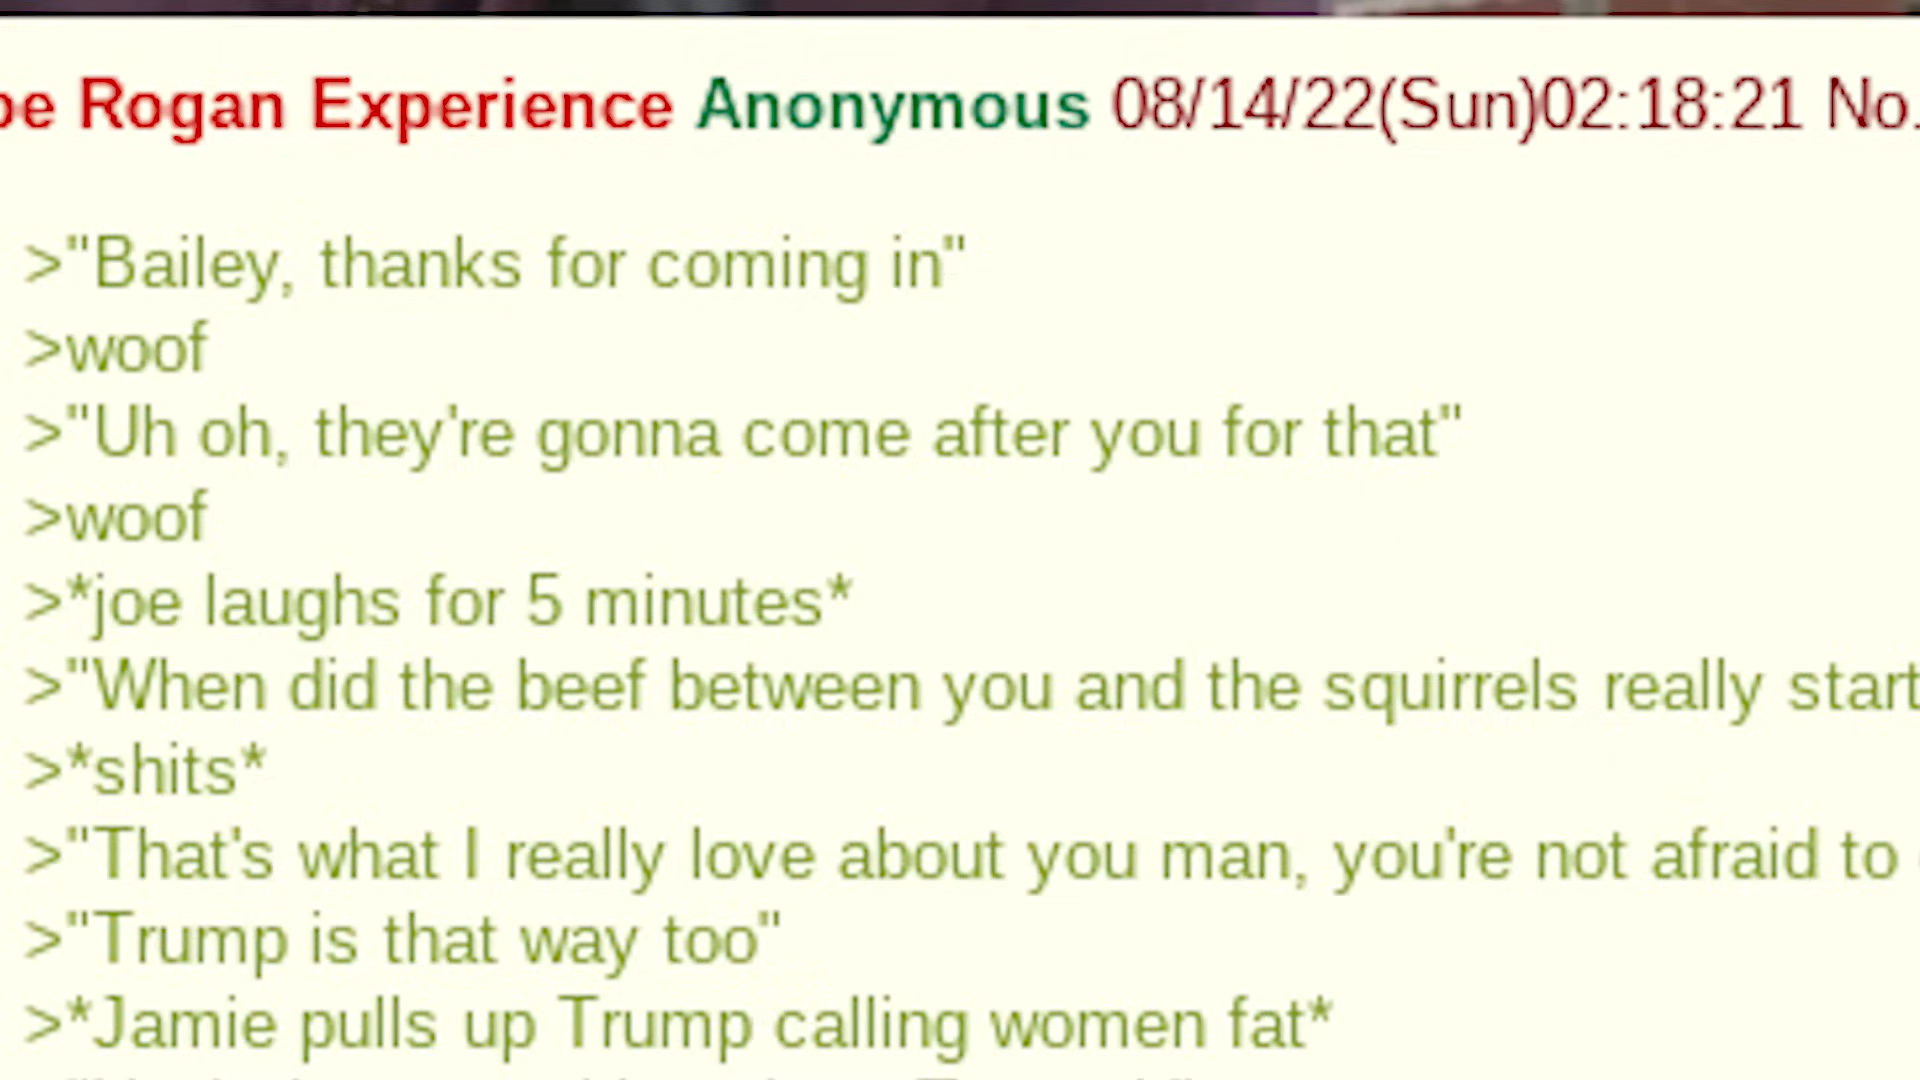 Rogan Experience Anonymous 08/14/22(Sun)02:18:21 No.
>"Bailey, thanks for coming in"
>woof
>"Uh oh, they're gonna come after you for that"
>woof
>*joe laughs for 5 minutes*
>"When did the beef between you and the squirrels really start
>*shits*
>"That's what I really love about you man, you're not afraid to
>"Trump is that way too"
>*Jamie pulls up Trump calling women fat*